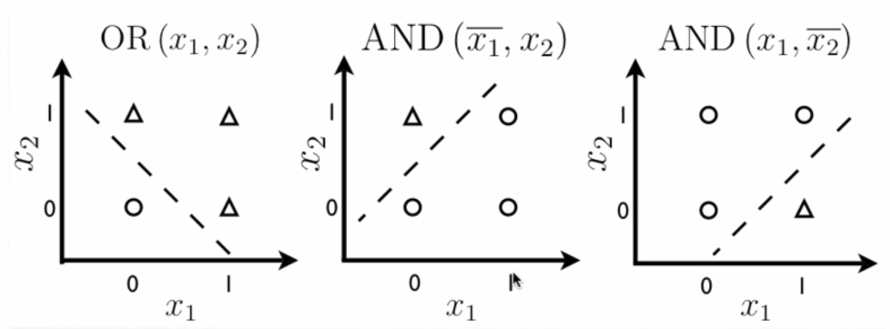 OR (x₁, x₂)
x₂
1
0
0 1
x₁
AND (x̅₁, x₂)
x₂
1
0
0 1
x₁
AND (x₁, x̅₂)
x₂
1
0
0 1
x₁